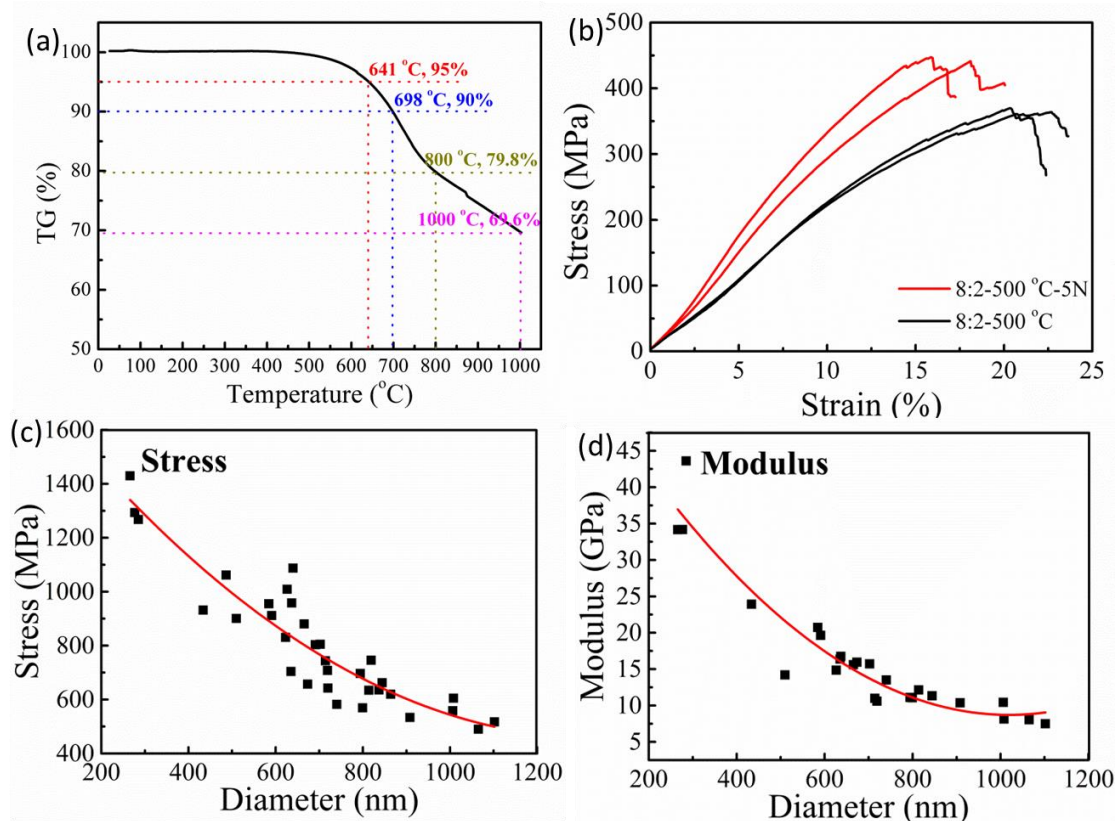 (a)
TG (%)
100
90
80
70
60
50
641 °C, 95%
698 °C, 90%
800 °C, 79.8%
1000 °C, 69.6%
0 100 200 300 400 500 600 700 800 900 1000
Temperature (°C)
(b)
Stress (MPa)
500
400
300
200
100
0
8:2-500 °C-5N
8:2-500 °C
0 5 10 15 20 25
Strain (%)
(c)
Stress
Stress (MPa)
1600
1400
1200
1000
800
600
400
200 400 600 800 1000 1200
Diameter (nm)
(d)
Modulus
Modulus (GPa)
45
40
35
30
25
20
15
10
5
200 400 600 800 1000 1200
Diameter (nm)